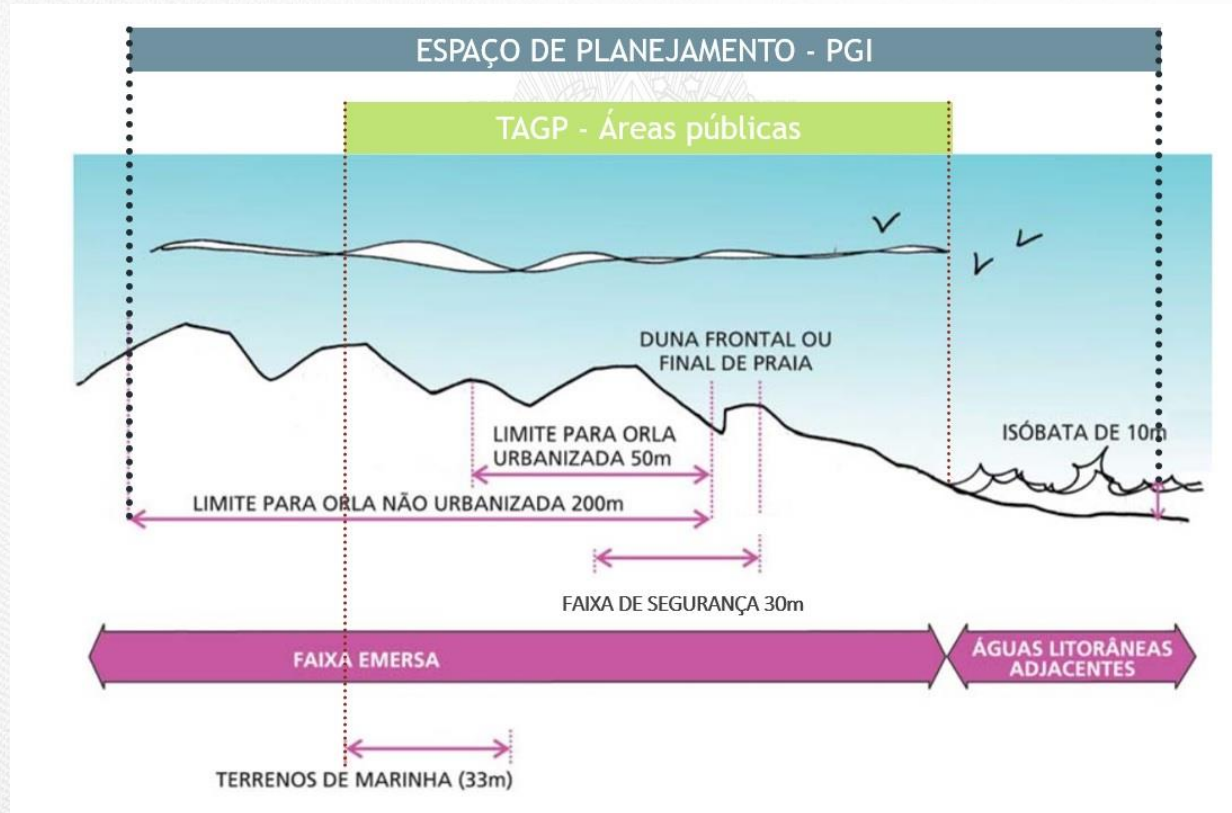 ESPAÇO DE PLANEJAMENTO - PGI
TAGP - Áreas públicas
DUNA FRONTAL OU
FINAL DE PRAIA
LIMITE PARA ORLA
URBANIZADA 50m
ISÓBATA DE 10m
LIMITE PARA ORLA NÃO URBANIZADA 200m
FAIXA DE SEGURANÇA 30m
FAIXA EMERSA
ÁGUAS LITORÂNEAS
ADJACENTES
TERRENOS DE MARINHA (33m)